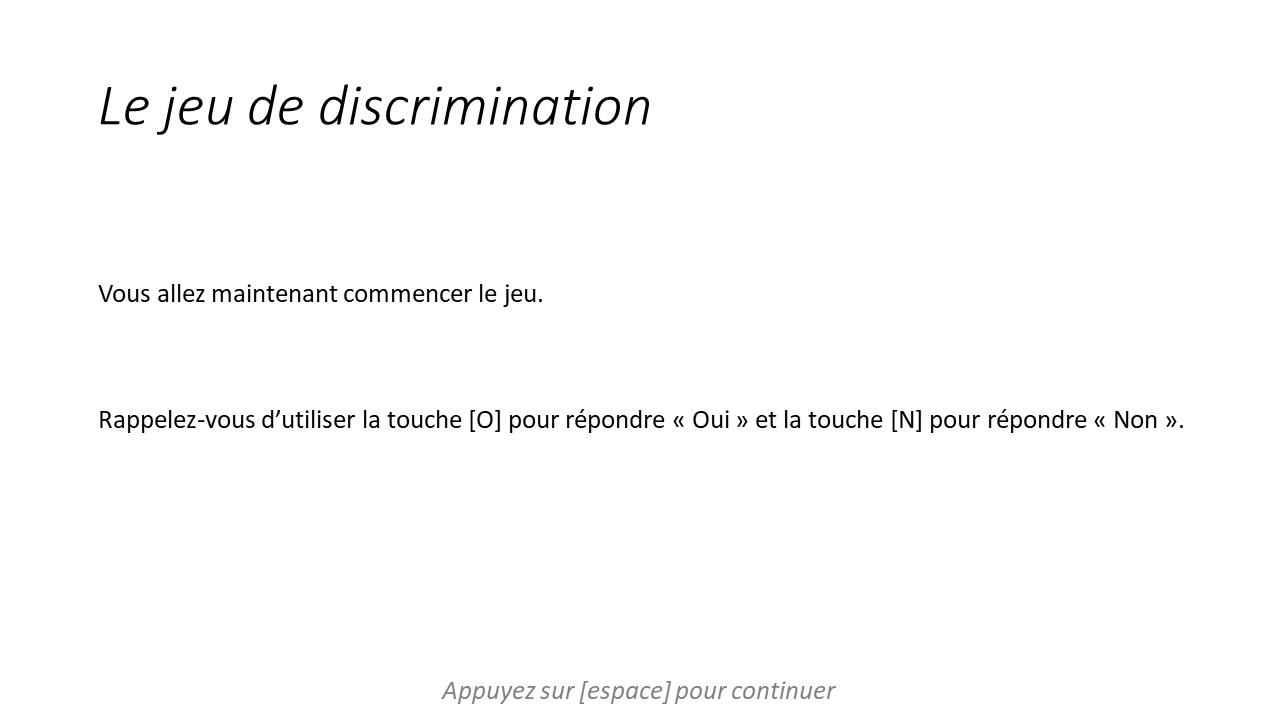 Le jeu de discrimination
Vous allez maintenant commencer le jeu.
Rappelez-vous d’utiliser la touche [O] pour répondre « Oui » et la touche [N] pour répondre « Non ».
Appuyez sur [espace] pour continuer